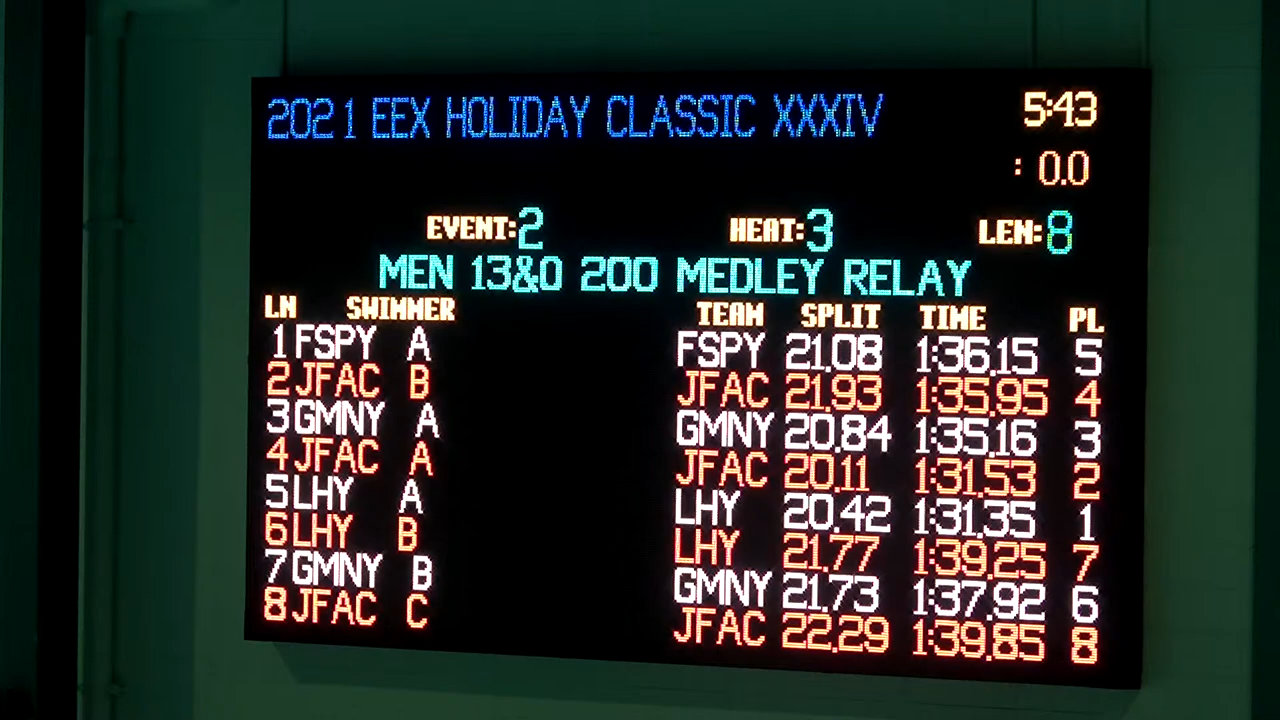 2021 EEX HOLIDAY CLASSIC XXXIV 5:43
: 0.0
EVENT:2 HEAT:3 LEN:8
MEN 13&O 200 MEDLEY RELAY
LN SWIMMER TEAM SPLIT TIME PL
1 FSPY A FSPY 21.08 1:36.15 5
2 JFAC B JFAC 21.93 1:35.95 4
3 GMNY A GMNY 20.84 1:35.16 3
4 JFAC A JFAC 20.11 1:31.53 2
5 LHY A LHY 20.42 1:31.35 1
6 LHY B LHY 21.77 1:39.25 7
7 GMNY B GMNY 21.73 1:37.92 6
8 JFAC C JFAC 22.29 1:39.85 8